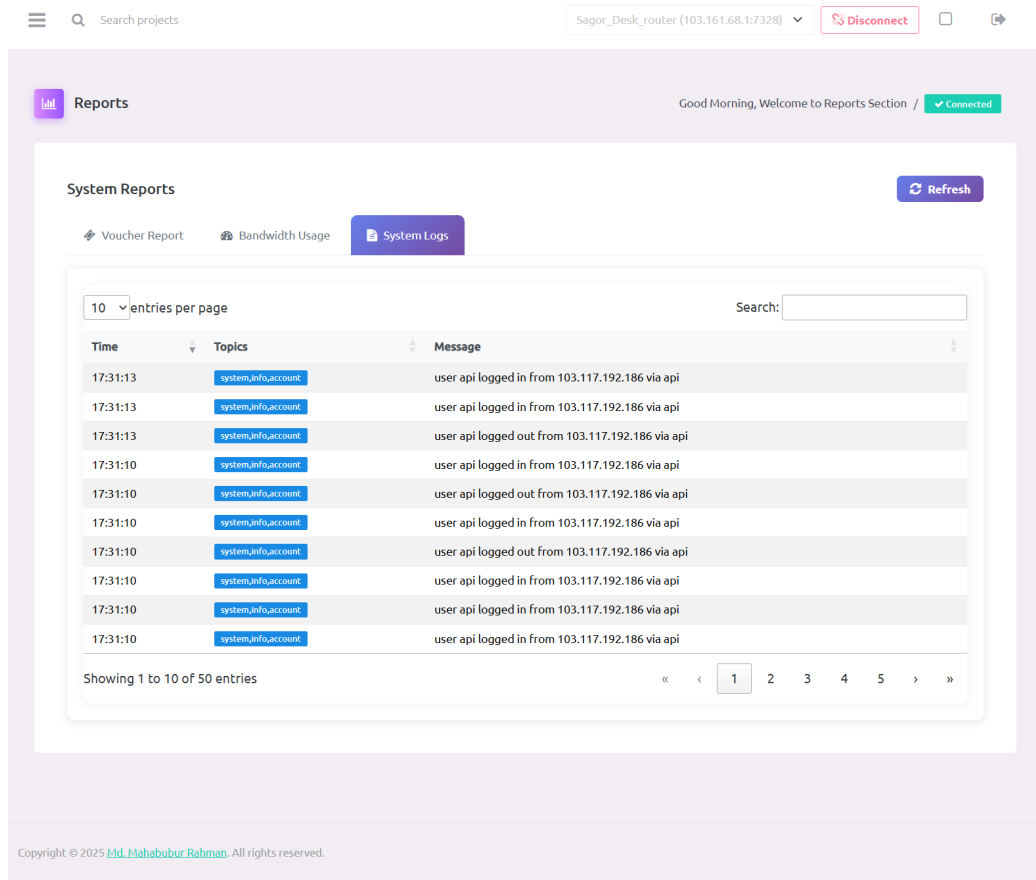 Search projects
Sagor_Desk_router (103.161.68.1:7328)
Disconnect
Reports
Good Morning, Welcome to Reports Section / Connected
System Reports
Refresh
Voucher Report
Bandwidth Usage
System Logs
10 entries per page
Search:
Time Topics Message
17:31:13 system,info,account user api logged in from 103.117.192.186 via api
17:31:13 system,info,account user api logged in from 103.117.192.186 via api
17:31:13 system,info,account user api logged out from 103.117.192.186 via api
17:31:10 system,info,account user api logged in from 103.117.192.186 via api
17:31:10 system,info,account user api logged out from 103.117.192.186 via api
17:31:10 system,info,account user api logged in from 103.117.192.186 via api
17:31:10 system,info,account user api logged out from 103.117.192.186 via api
17:31:10 system,info,account user api logged in from 103.117.192.186 via api
17:31:10 system,info,account user api logged in from 103.117.192.186 via api
17:31:10 system,info,account user api logged in from 103.117.192.186 via api
Showing 1 to 10 of 50 entries
« ‹ 1 2 3 4 5 › »
Copyright © 2025 Md. Mahabubur Rahman. All rights reserved.